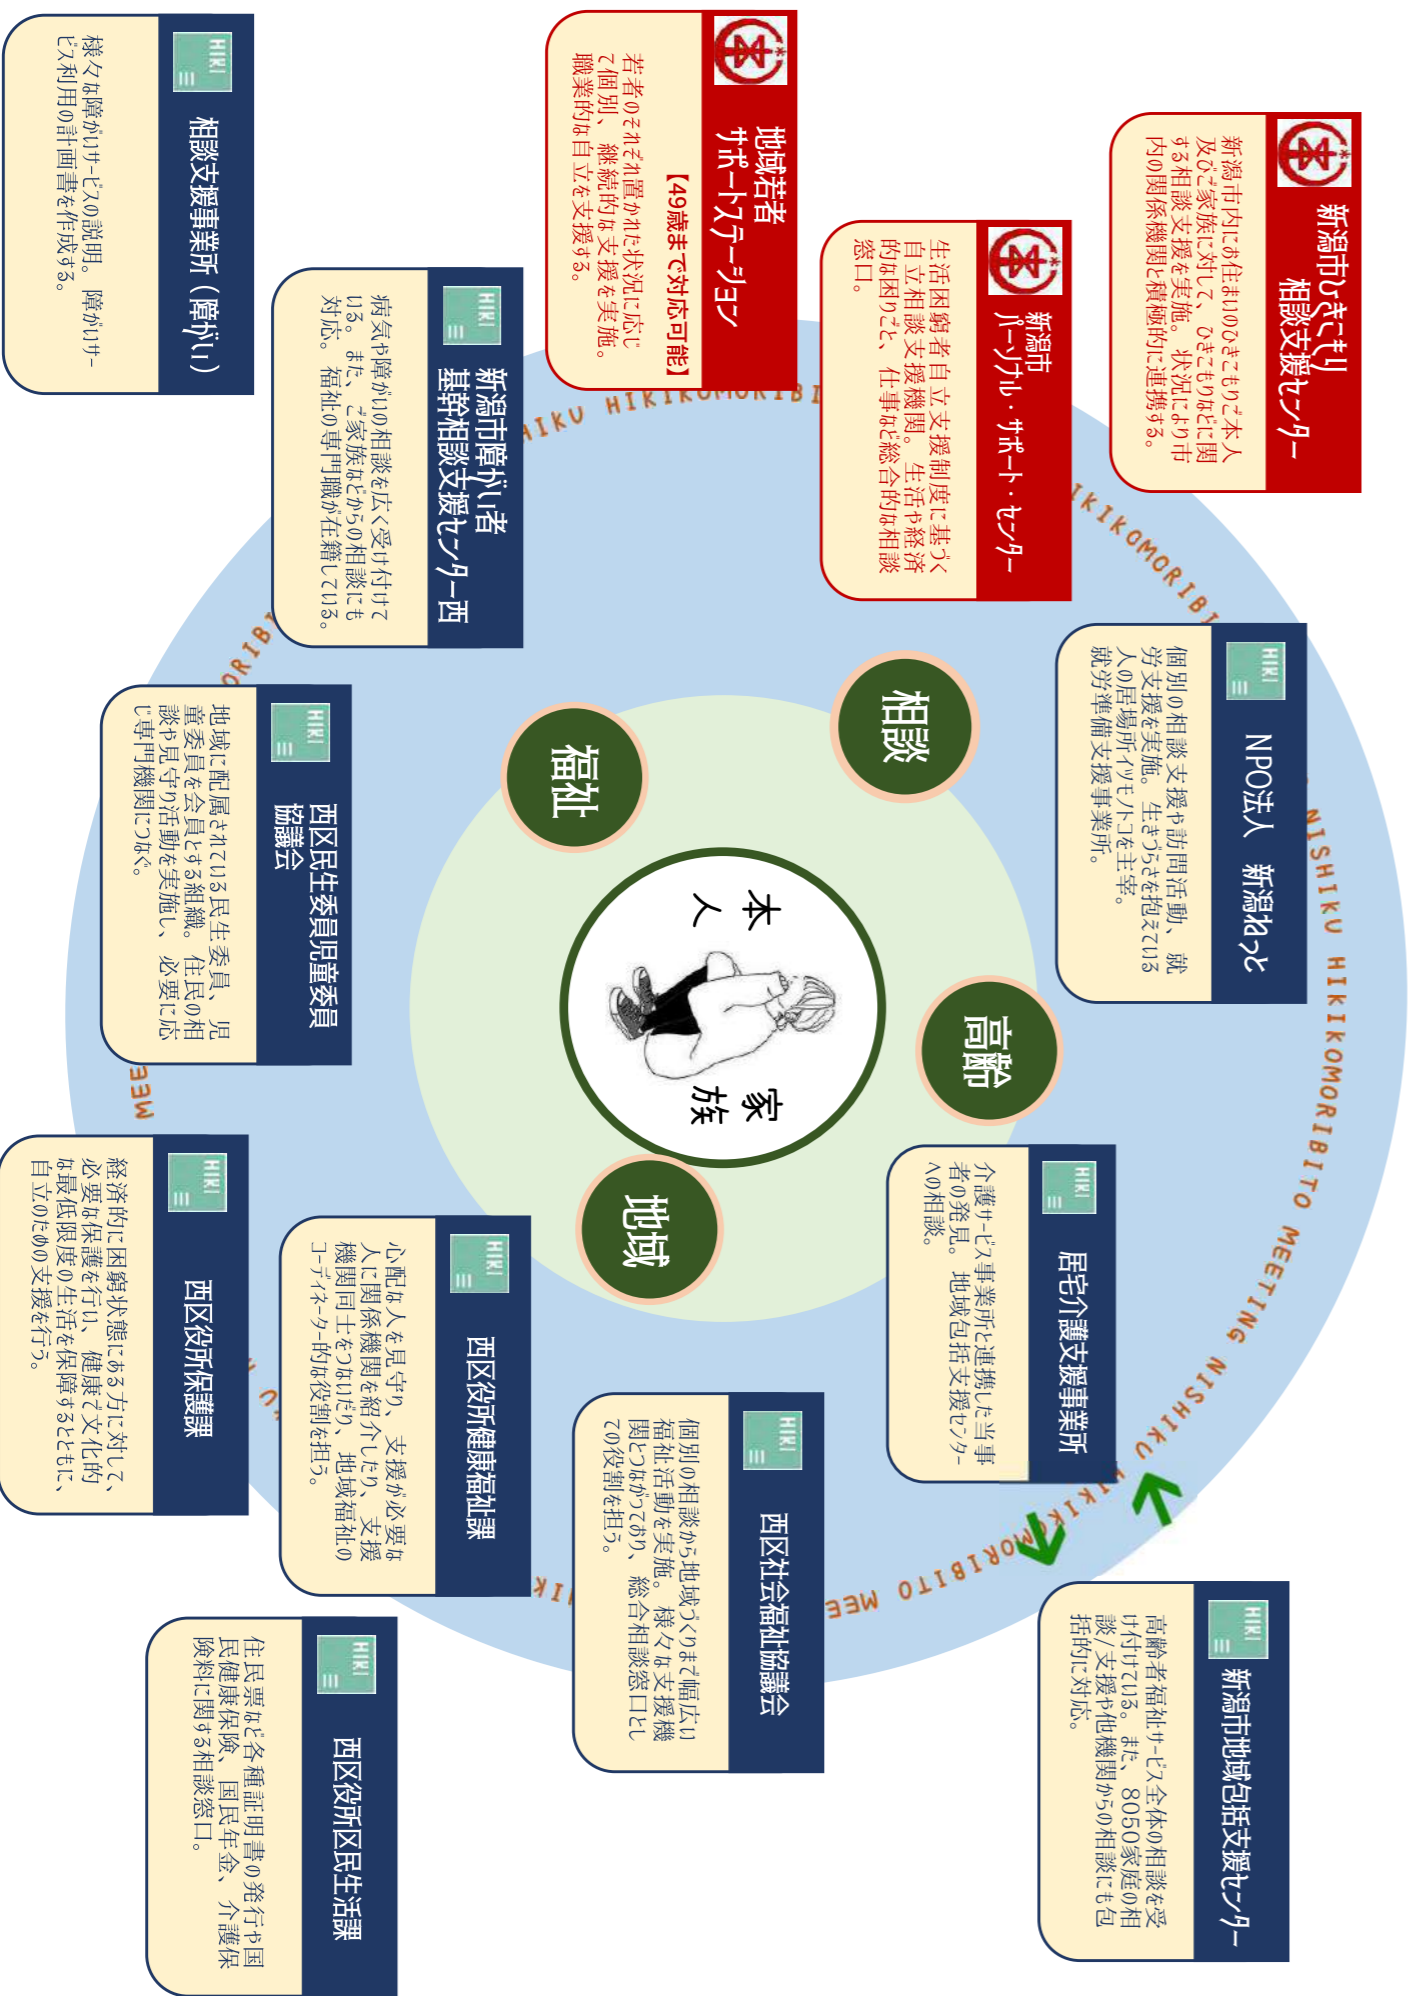 新潟市ひきこもり
相談支援センター
新潟市内にお住まいのひきこもりご本人
及びご家族に対して、ひきこもりなどに関
する相談支援を実施。状況により市
内の関係機関と積極的に連携する。
NPO法人　新潟ねっと
個別の相談支援や訪問活動、就
労支援を実施。生きづらさを抱えている
人の居場所イツモノトコを主宰。
就労準備支援事業所。
新潟市地域包括支援センター
高齢者福祉サービス全体の相談を受
け付けている。また、8050家庭の相
談/支援や他機関からの相談にも包
括的に対応。
新潟市
パーソナル・サポート・センター
生活困窮者自立支援制度に基づく
自立相談支援機関。生活や経済
的な困りごと、仕事など総合的な相談
窓口。
居宅介護支援事業所
介護サービス事業所と連携した当事
者の発見。地域包括支援センター
への相談。
地域若者
サポートステーション
【49歳まで対応可能】
若者のそれぞれ置かれた状況に応じ
て個別、継続的な支援を実施。
職業的な自立を支援する。
相談
高齢
本人
家族
福祉
地域
西区社会福祉協議会
個別の相談から地域づくりまで幅広い
福祉活動を実施。様々な支援機
関とつながっており、総合相談窓口とし
ての役割を担う。
新潟市障がい者
基幹相談支援センター西
病気や障がいの相談を広く受け付けて
いる。また、ご家族などからの相談にも
対応。福祉の専門職が在籍している。
西区役所健康福祉課
心配な人を見守り、支援が必要な
人に関係機関を紹介したり、支援
機関同士をつないだり、地域福祉の
コーディネーター的な役割を担う。
西区役所区民生活課
住民票など各種証明書の発行や国
民健康保険、国民年金、介護保
険料に関する相談窓口。
相談支援事業所（障がい）
様々な障がいサービスの説明。障がいサー
ビス利用の計画書を作成する。
西区民生委員児童委員
協議会
地域に配属されている民生委員、児
童委員を会員とする組織。住民の相
談や見守り活動を実施し、必要に応
じ専門機関につなぐ。
西区役所保護課
経済的に困窮状態にある方に対して、
必要な保護を行い、健康で文化的
な最低限度の生活を保障するとともに、
自立のための支援を行う。
HIKI
HIKI
HIKI
HIKI
HIKI
HIKI
HIKI
HIKI
HIKI
HIKI
NISHIKU HIKIKOMORIBITO MEETING NISHIKU HIKIKOMORIBITO MEE
HIKU HIKIKOMORIBI
IKIKOMORIBI
ORIBI
MEE